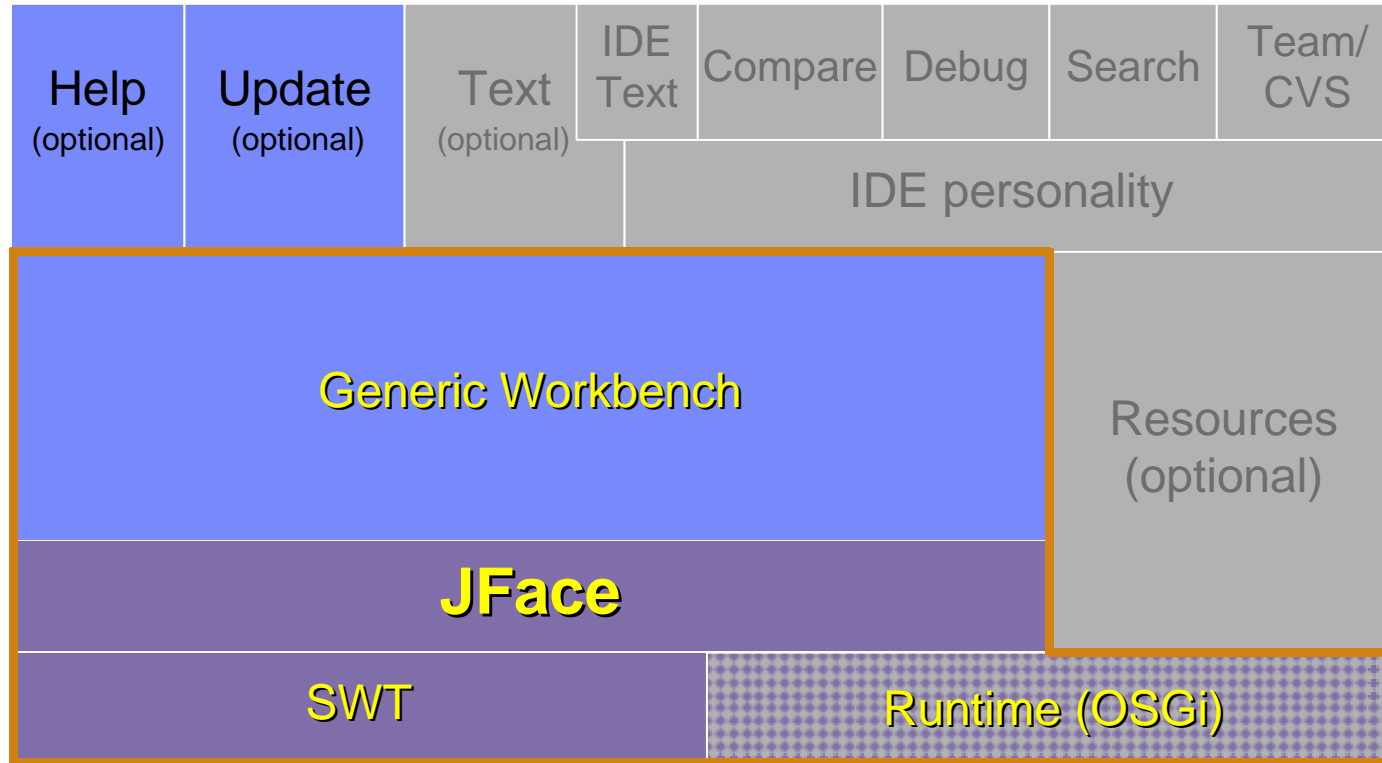 Help
(optional)
Update
(optional)
Text
(optional)
IDE
Text
Compare
Debug
Search
Team/
CVS
IDE personality
Generic Workbench
Resources
(optional)
JFace
SWT
Runtime (OSGi)